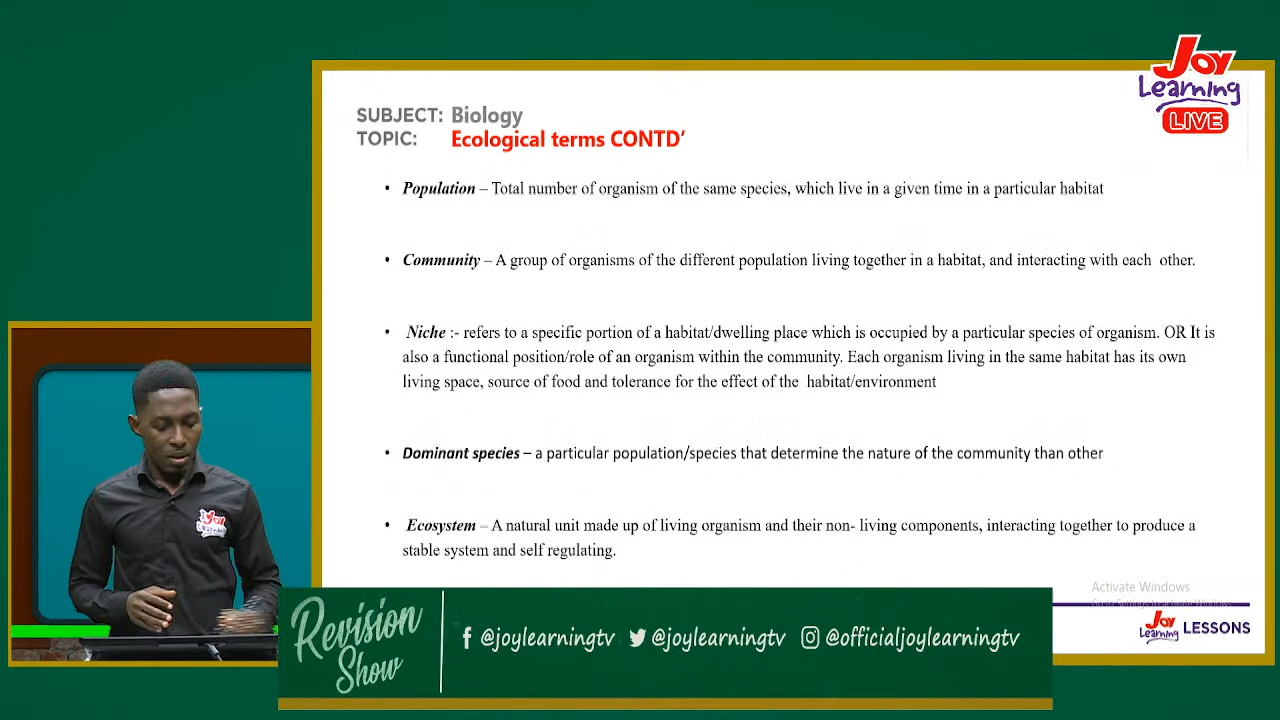 Joy
Learning
LIVE
SUBJECT: Biology
TOPIC: Ecological terms CONTD'
• Population – Total number of organism of the same species, which live in a given time in a particular habitat
• Community – A group of organisms of the different population living together in a habitat, and interacting with each other.
• Niche :- refers to a specific portion of a habitat/dwelling place which is occupied by a particular species of organism. OR It is
also a functional position/role of an organism within the community. Each organism living in the same habitat has its own
living space, source of food and tolerance for the effect of the habitat/environment
• Dominant species – a particular population/species that determine the nature of the community than other
• Ecosystem – A natural unit made up of living organism and their non- living components, interacting together to produce a
stable system and self regulating.
Joy
Learning
Activate Windows
Revision
Show
@joylearningtv @joylearningtv @officialjoylearningtv
Joy
Learning LESSONS